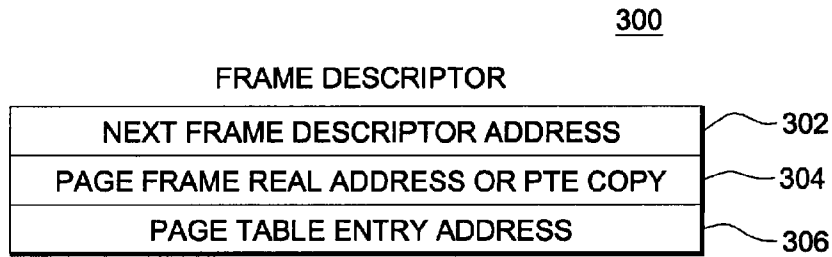 300
FRAME DESCRIPTOR
NEXT FRAME DESCRIPTOR ADDRESS 302
PAGE FRAME REAL ADDRESS OR PTE COPY 304
PAGE TABLE ENTRY ADDRESS 306